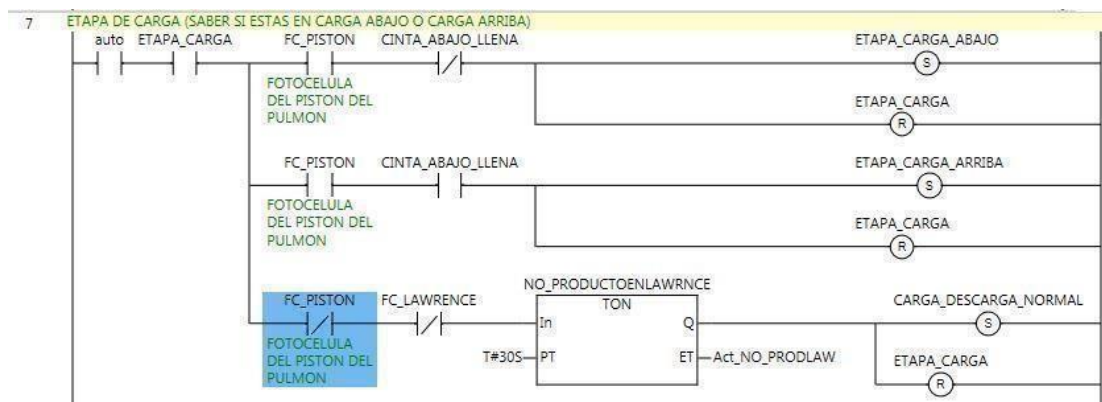 7 ETAPA DE CARGA (SABER SI ESTAS EN CARGA ABAJO O CARGA ARRIBA)
auto ETAPA_CARGA FC_PISTON CINTA_ABAJO_LLENA ETAPA_CARGA_ABAJO
S
FOTOCELULA
DEL PISTON DEL
PULMON
ETAPA_CARGA
R
FC_PISTON CINTA_ABAJO_LLENA ETAPA_CARGA_ARRIBA
S
FOTOCELULA
DEL PISTON DEL
PULMON
ETAPA_CARGA
R
NO_PRODUCTOENLAWRNCE
FC_PISTON FC_LAWRENCE TON CARGA_DESCARGA_NORMAL
In Q S
FOTOCELULA
DEL PISTON DEL
PULMON
T#30S PT ET Act_NO_PRODLAW ETAPA_CARGA
R